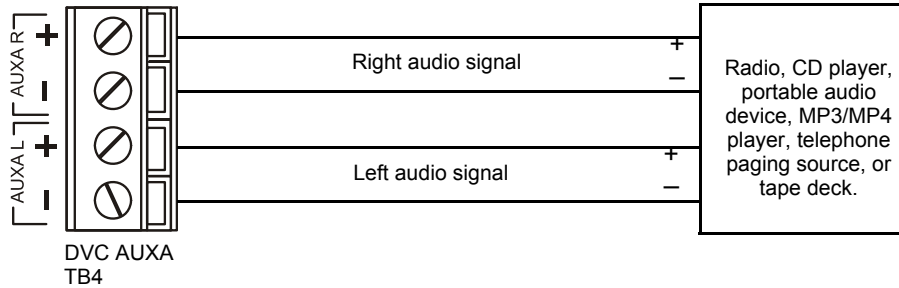 AUXA R
+
−
AUXA L
+
−
Right audio signal
+
−
Left audio signal
+
−
Radio, CD player,
portable audio
device, MP3/MP4
player, telephone
paging source, or
tape deck.
DVC AUXA
TB4